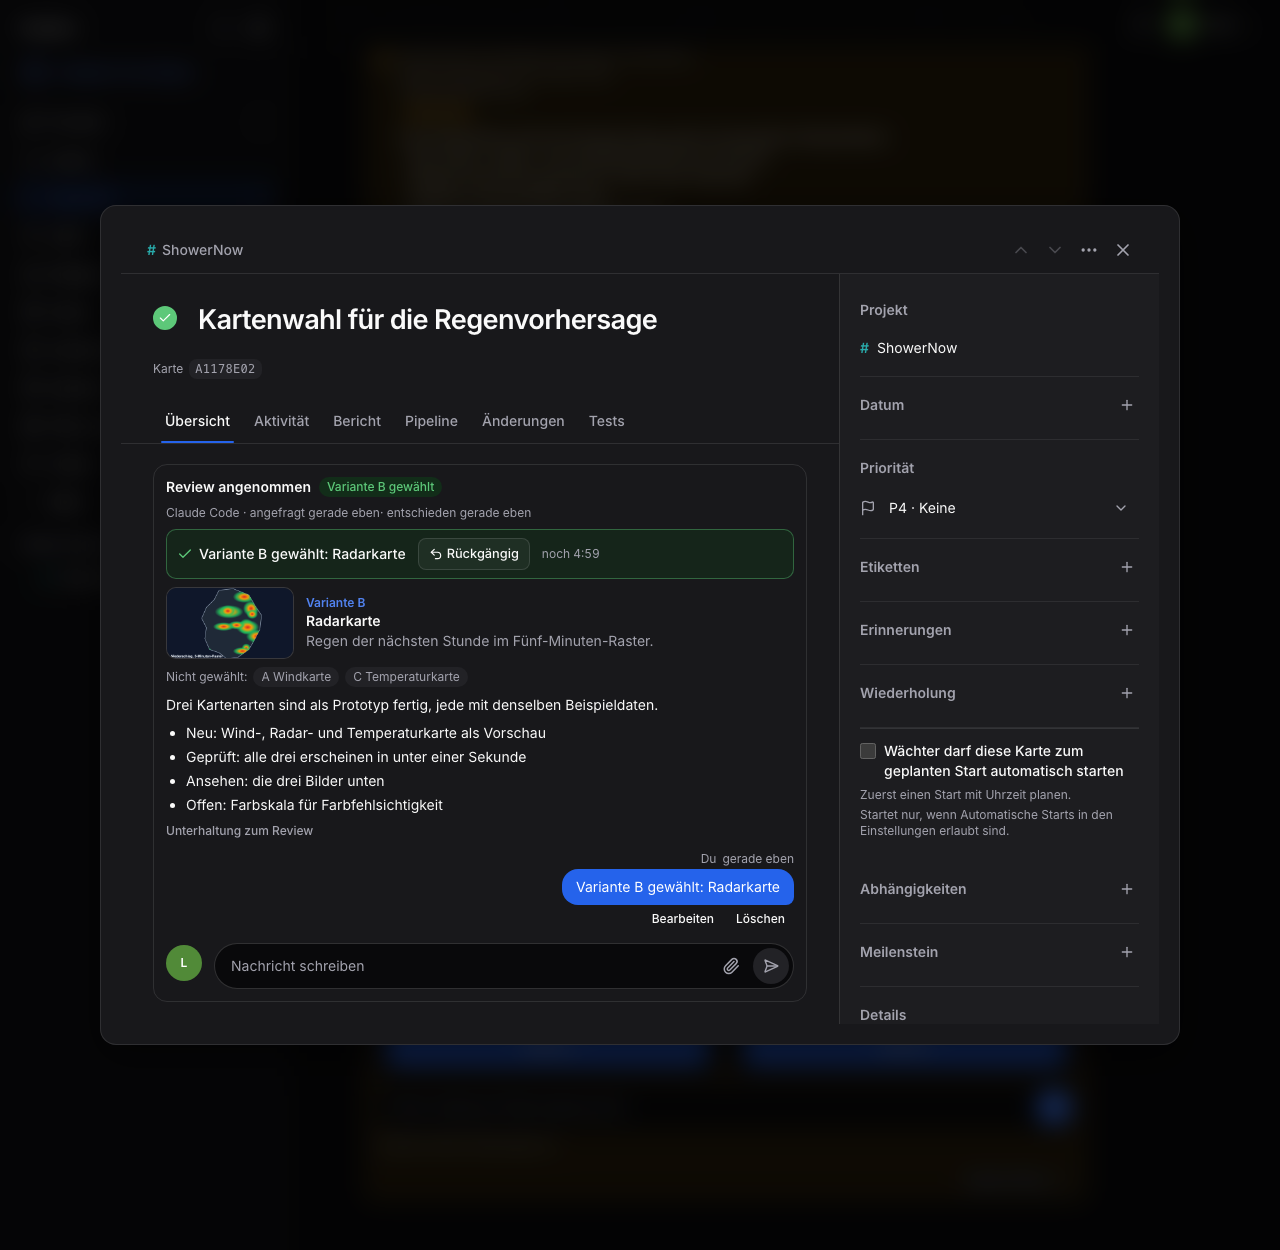 # ShowerNow
Kartenwahl für die Regenvorhersage
Karte A1178E02
Übersicht Aktivität Bericht Pipeline Änderungen Tests
Review angenommen Variante B gewählt
Claude Code · angefragt gerade eben· entschieden gerade eben
Variante B gewählt: Radarkarte Rückgängig noch 4:59
Variante B
Radarkarte
Regen der nächsten Stunde im Fünf-Minuten-Raster.
Nicht gewählt: A Windkarte C Temperaturkarte
Drei Kartenarten sind als Prototyp fertig, jede mit denselben Beispieldaten.
• Neu: Wind-, Radar- und Temperaturkarte als Vorschau
• Geprüft: alle drei erscheinen in unter einer Sekunde
• Ansehen: die drei Bilder unten
• Offen: Farbskala für Farbfehlsichtigkeit
Unterhaltung zum Review
Du gerade eben
Variante B gewählt: Radarkarte
Bearbeiten Löschen
L
Nachricht schreiben
Projekt
# ShowerNow
Datum
Priorität
P4 · Keine
Etiketten
Erinnerungen
Wiederholung
Wächter darf diese Karte zum
geplanten Start automatisch starten
Zuerst einen Start mit Uhrzeit planen.
Startet nur, wenn Automatische Starts in den
Einstellungen erlaubt sind.
Abhängigkeiten
Meilenstein
Details